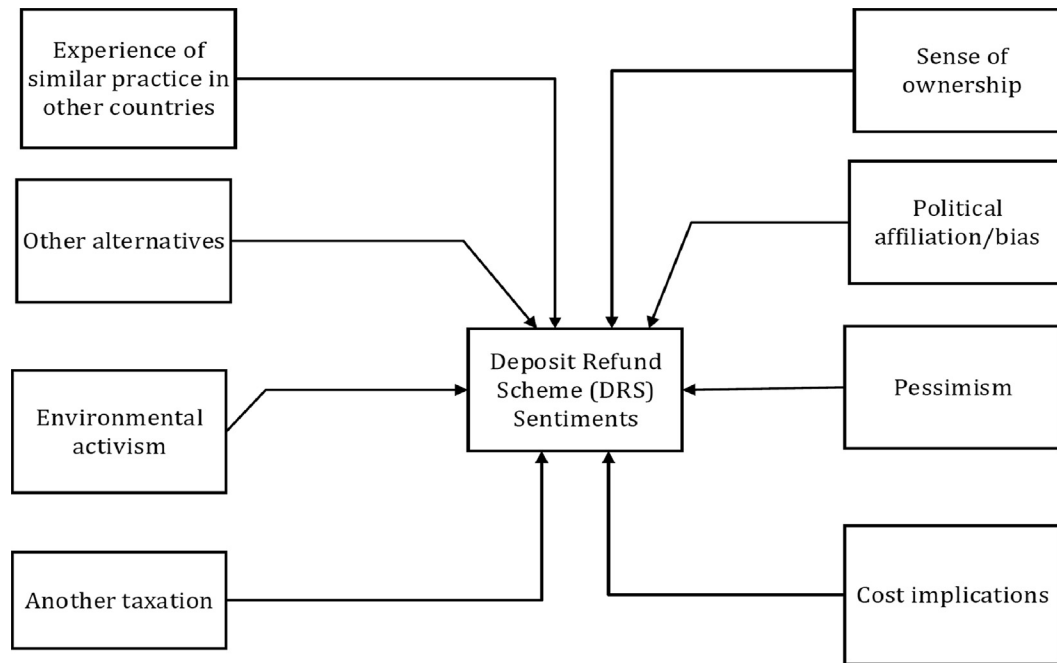 Experience of
similar practice in
other countries
Other alternatives
Environmental
activism
Another taxation
Deposit Refund
Scheme (DRS)
Sentiments
Sense of
ownership
Political
affiliation/bias
Pessimism
Cost implications